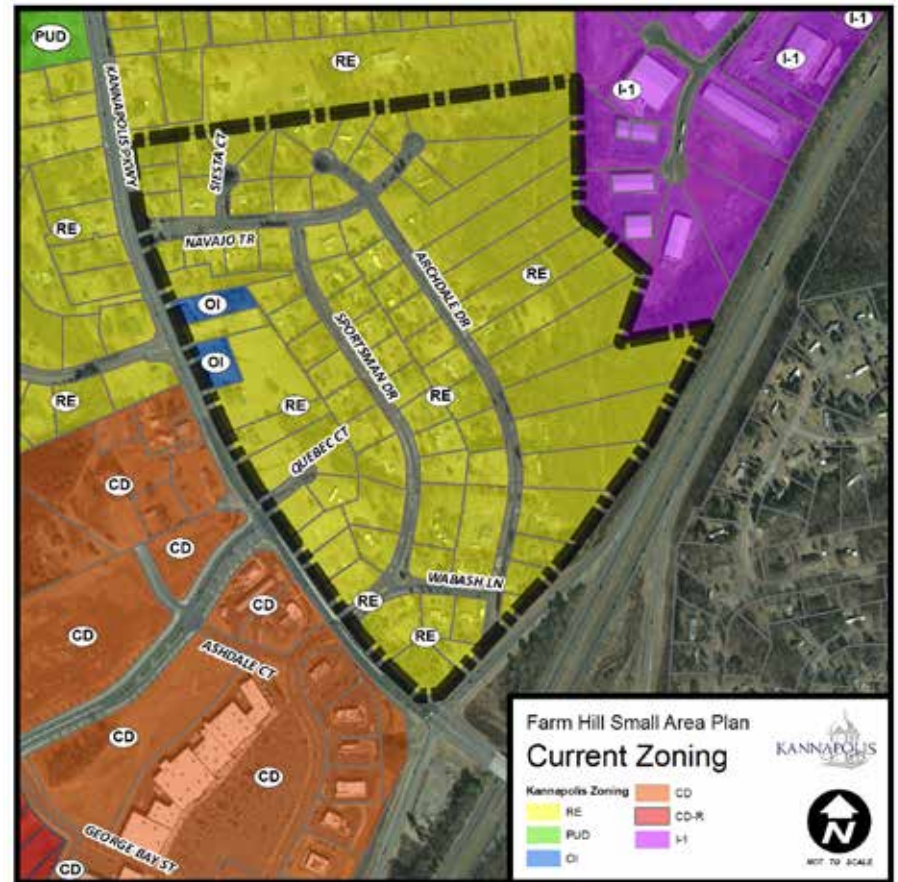 PUD
KANNAPOLIS PKWY
RE
I-1
I-1
I-1
SIESTA CT
RE
NAVAJO TR
ARCHDALE DR
RE
OI
OI
SPORTSMAN DR
RE
RE
RE
QUEBEC CT
CD
CD
WABASH LN
RE
CD
RE
CD
ASHDALE CT
CD
CD
GEORGE BAY ST
CD
Farm Hill Small Area Plan
Current Zoning
KANNAPOLIS
Kannapolis Zoning
RE
PUD
OI
CD
CD-R
I-1
N
NOT TO SCALE